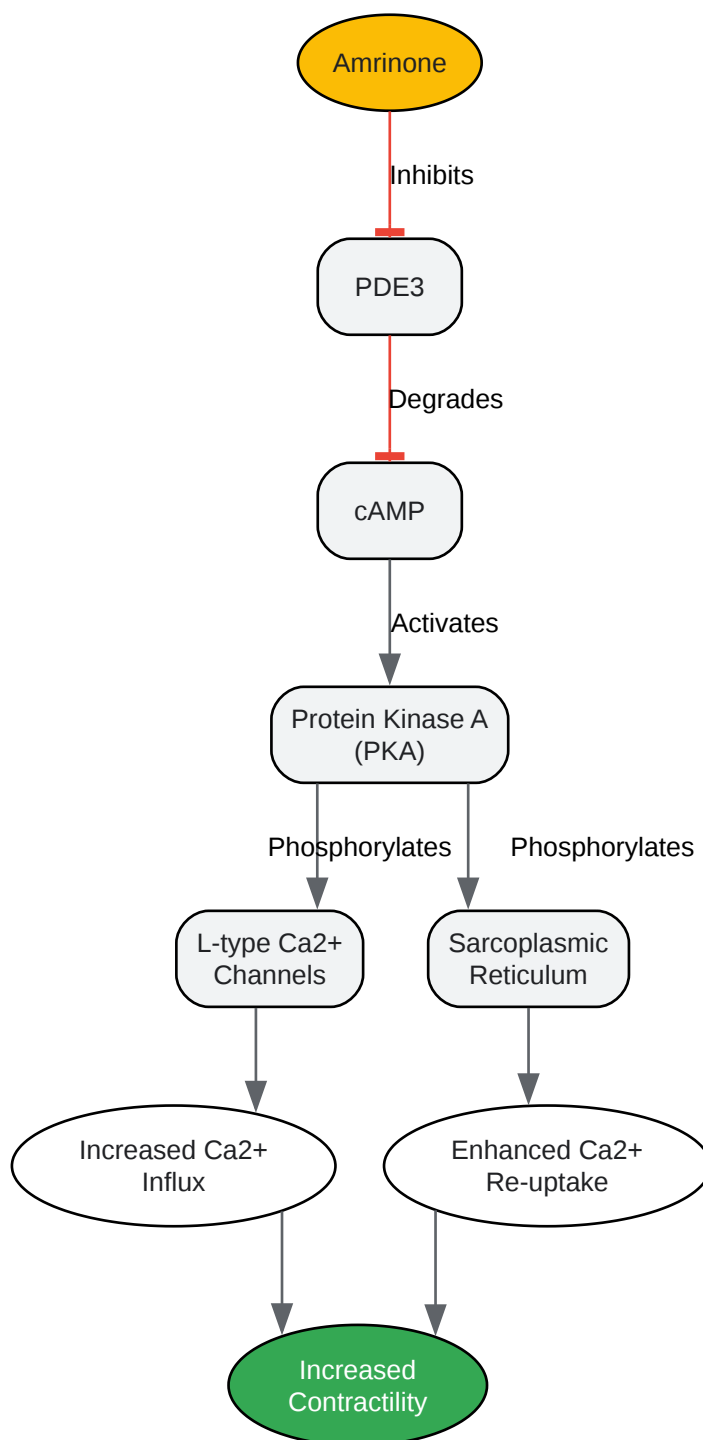 Amrinone
Inhibits
PDE3
Degrades
cAMP
Activates
Protein Kinase A
(PKA)
Phosphorylates
Phosphorylates
L-type Ca2+
Channels
Sarcoplasmic
Reticulum
Increased Ca2+
Influx
Enhanced Ca2+
Re-uptake
Increased
Contractility